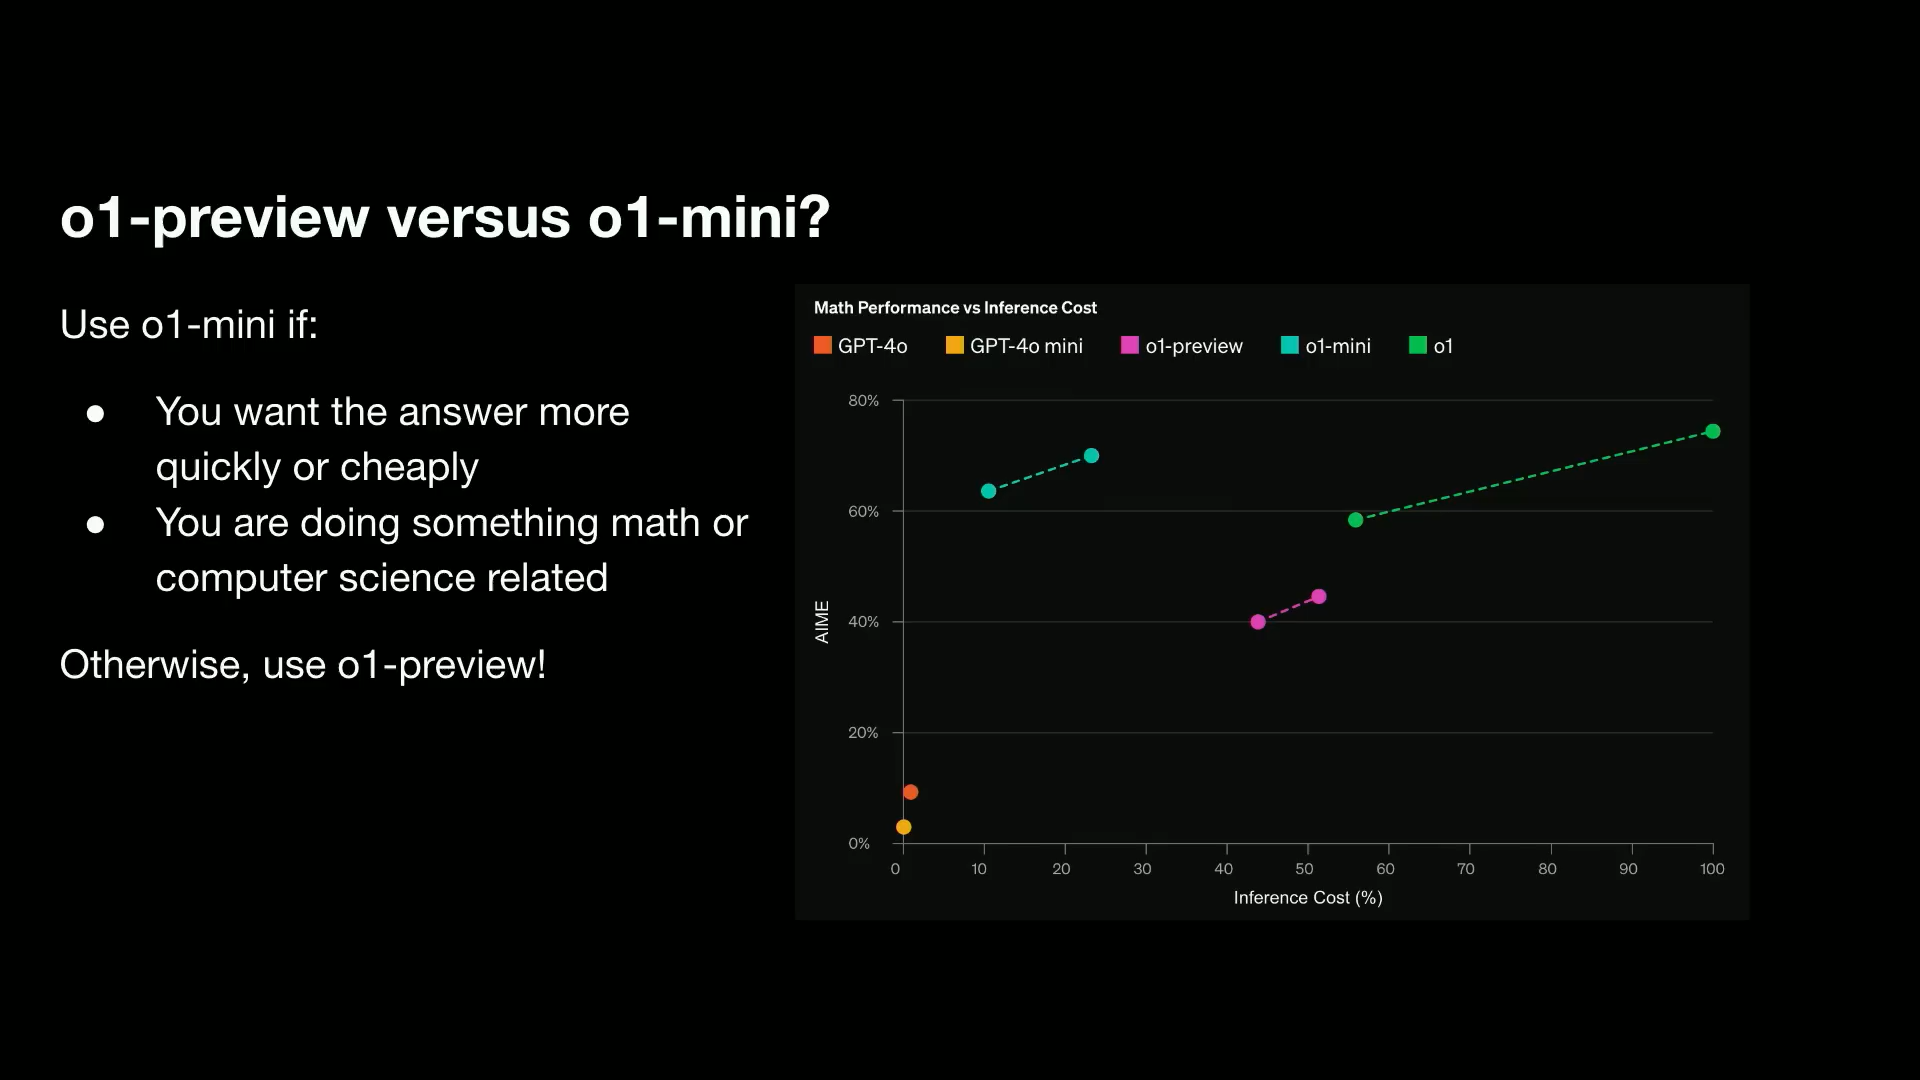 o1-preview versus o1-mini?
Use o1-mini if:
● You want the answer more
quickly or cheaply
● You are doing something math or
computer science related
Otherwise, use o1-preview!
Math Performance vs Inference Cost
GPT-4o GPT-4o mini o1-preview o1-mini o1
80%
60%
40%
20%
0%
AIME
0 10 20 30 40 50 60 70 80 90 100
Inference Cost (%)